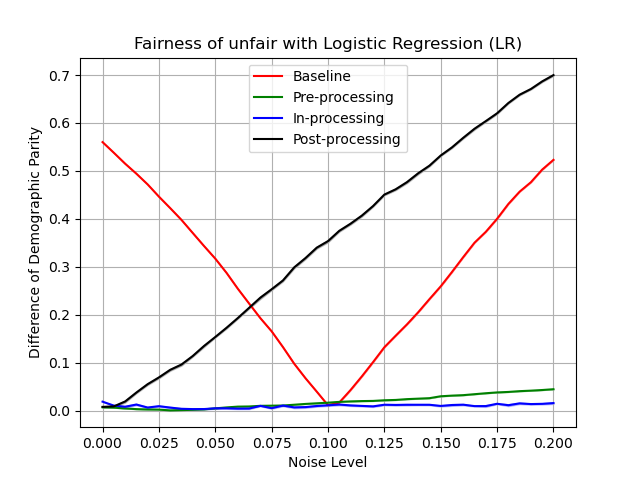 Fairness of unfair with Logistic Regression (LR)
Baseline
Pre-processing
In-processing
Post-processing
Difference of Demographic Parity
0.7
0.6
0.5
0.4
0.3
0.2
0.1
0.0
0.000 0.025 0.050 0.075 0.100 0.125 0.150 0.175 0.200
Noise Level